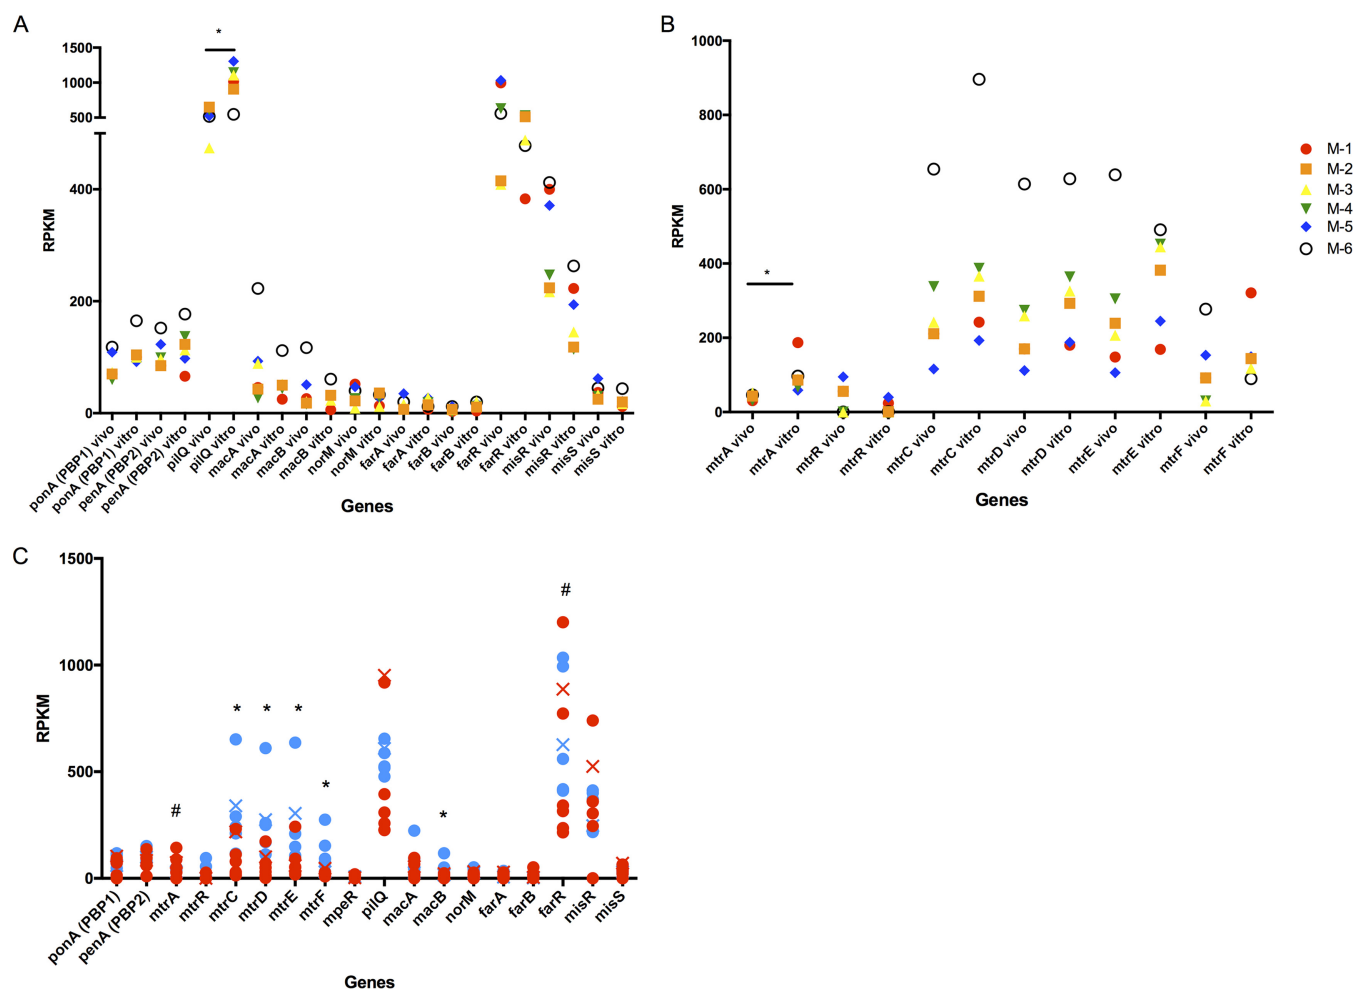 A
*
1500
1000
500
400
200
0
RPKM
ponA (PBP1) vivo
ponA (PBP1) vitro
penA (PBP2) vivo
penA (PBP2) vitro
pilQ vivo
pilQ vitro
macA vivo
macA vitro
macB vivo
macB vitro
norM vivo
norM vitro
farA vivo
farA vitro
farB vivo
farB vitro
farR vivo
farR vitro
misR vivo
misR vitro
misS vivo
misS vitro
Genes
B
1000
800
600
400
200
0
RPKM
*
mtrA vivo
mtrA vitro
mtrR vivo
mtrR vitro
mtrC vivo
mtrC vitro
mtrD vivo
mtrD vitro
mtrE vivo
mtrE vitro
mtrF vivo
mtrF vitro
Genes
M-1
M-2
M-3
M-4
M-5
M-6
C
1500
1000
500
0
RPKM
#
* * *
*
*
#
ponA (PBP1)
penA (PBP2)
mtrA
mtrR
mtrC
mtrD
mtrE
mtrF
mpeR
pilQ
macA
macB
norM
farA
farB
farR
misR
misS
Genes